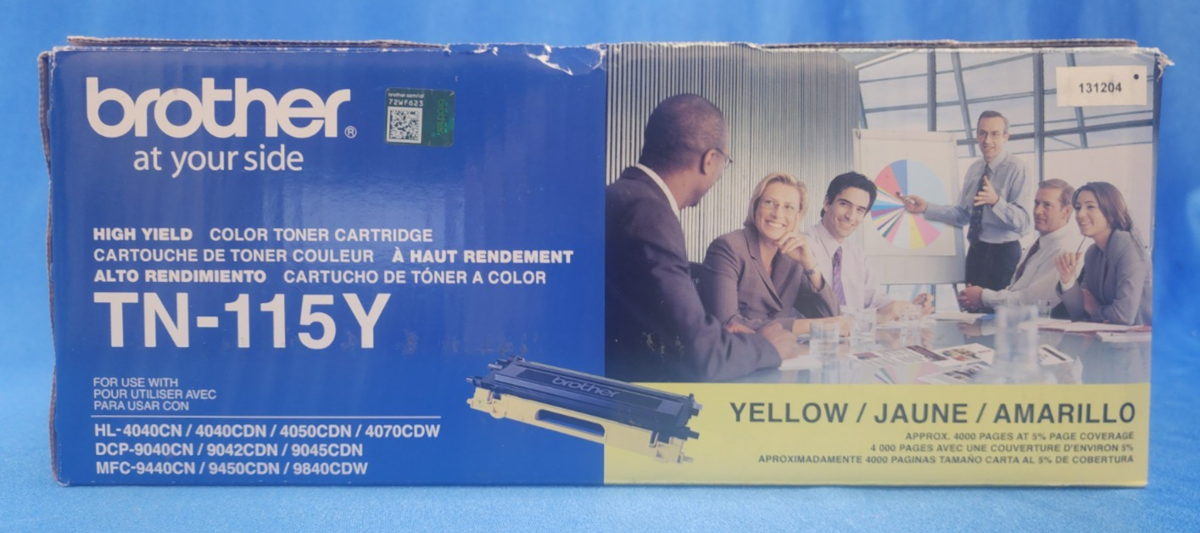 brother®
at your side
72WF623
HIGH YIELD COLOR TONER CARTRIDGE
CARTOUCHE DE TONER COULEUR À HAUT RENDEMENT
ALTO RENDIMIENTO CARTUCHO DE TÓNER A COLOR
TN-115Y
FOR USE WITH
POUR UTILISER AVEC
PARA USAR CON
HL-4040CN / 4040CDN / 4050CDN / 4070CDW
DCP-9040CN / 9042CDN / 9045CDN
MFC-9440CN / 9450CDN / 9840CDW
brother
131204
YELLOW / JAUNE / AMARILLO
APPROX. 4000 PAGES AT 5% PAGE COVERAGE
4 000 PAGES AVEC UNE COUVERTURE D'ENVIRON 5%
APROXIMADAMENTE 4000 PAGINAS TAMAÑO CARTA AL 5% DE COBERTURA